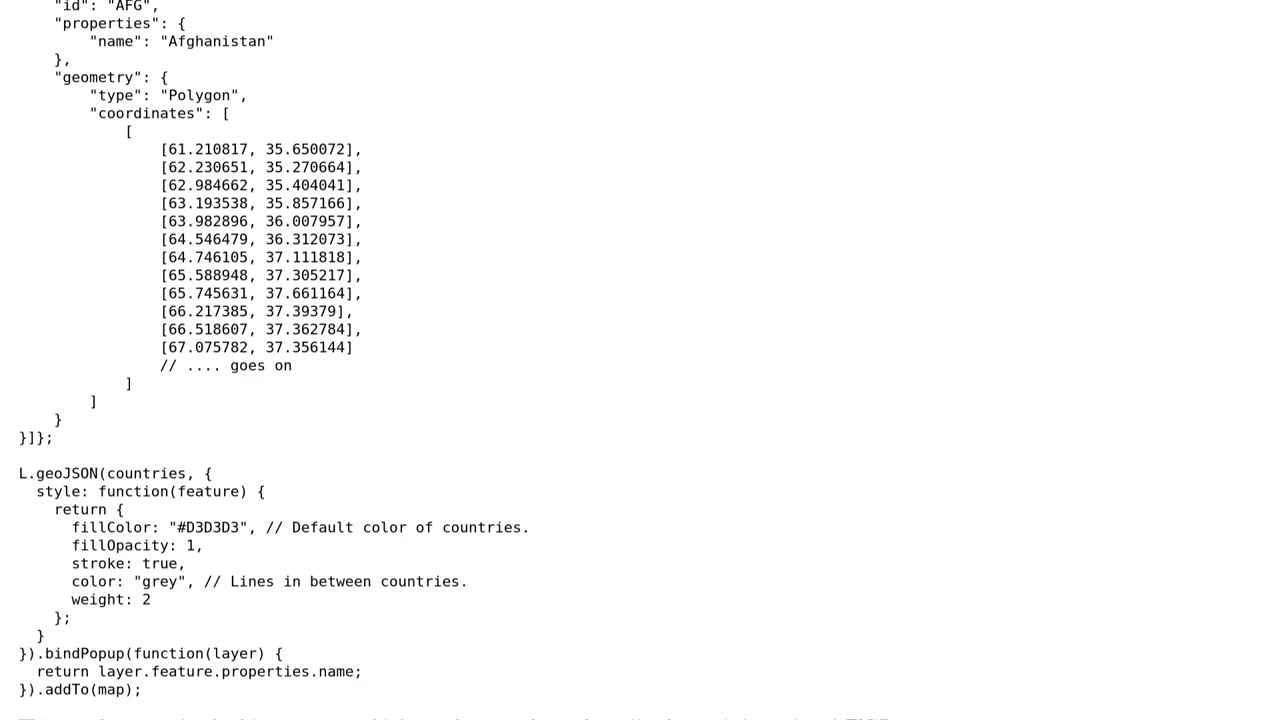 "id": "AFG",
    "properties": {
        "name": "Afghanistan"
    },
    "geometry": {
        "type": "Polygon",
        "coordinates": [
            [
                [61.210817, 35.650072],
                [62.230651, 35.270664],
                [62.984662, 35.404041],
                [63.193538, 35.857166],
                [63.982896, 36.007957],
                [64.546479, 36.312073],
                [64.746105, 37.111818],
                [65.588948, 37.305217],
                [65.745631, 37.661164],
                [66.217385, 37.39379],
                [66.518607, 37.362784],
                [67.075782, 37.356144]
                // .... goes on
            ]
        ]
    }
}]};

L.geoJSON(countries, {
  style: function(feature) {
    return {
      fillColor: "#D3D3D3", // Default color of countries.
      fillOpacity: 1,
      stroke: true,
      color: "grey", // Lines in between countries.
      weight: 2
    };
  }
}).bindPopup(function(layer) {
  return layer.feature.properties.name;
}).addTo(map);